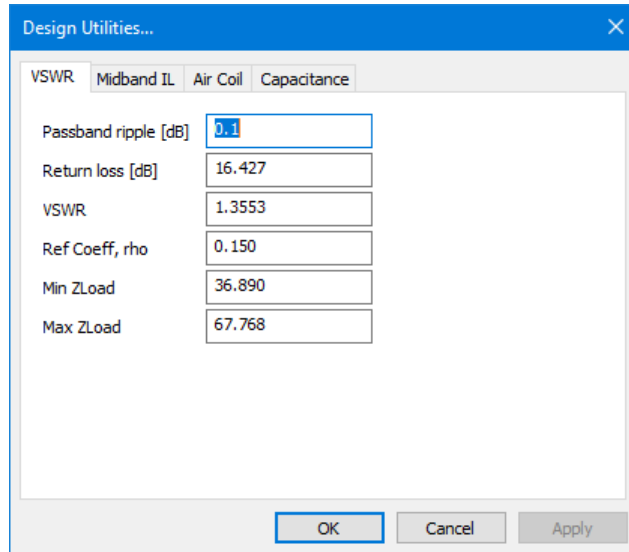 Design Utilities...
VSWR Midband IL Air Coil Capacitance
Passband ripple [dB] 0.1
Return loss [dB] 16.427
VSWR 1.3553
Ref Coeff, rho 0.150
Min ZLoad 36.890
Max ZLoad 67.768
OK Cancel Apply